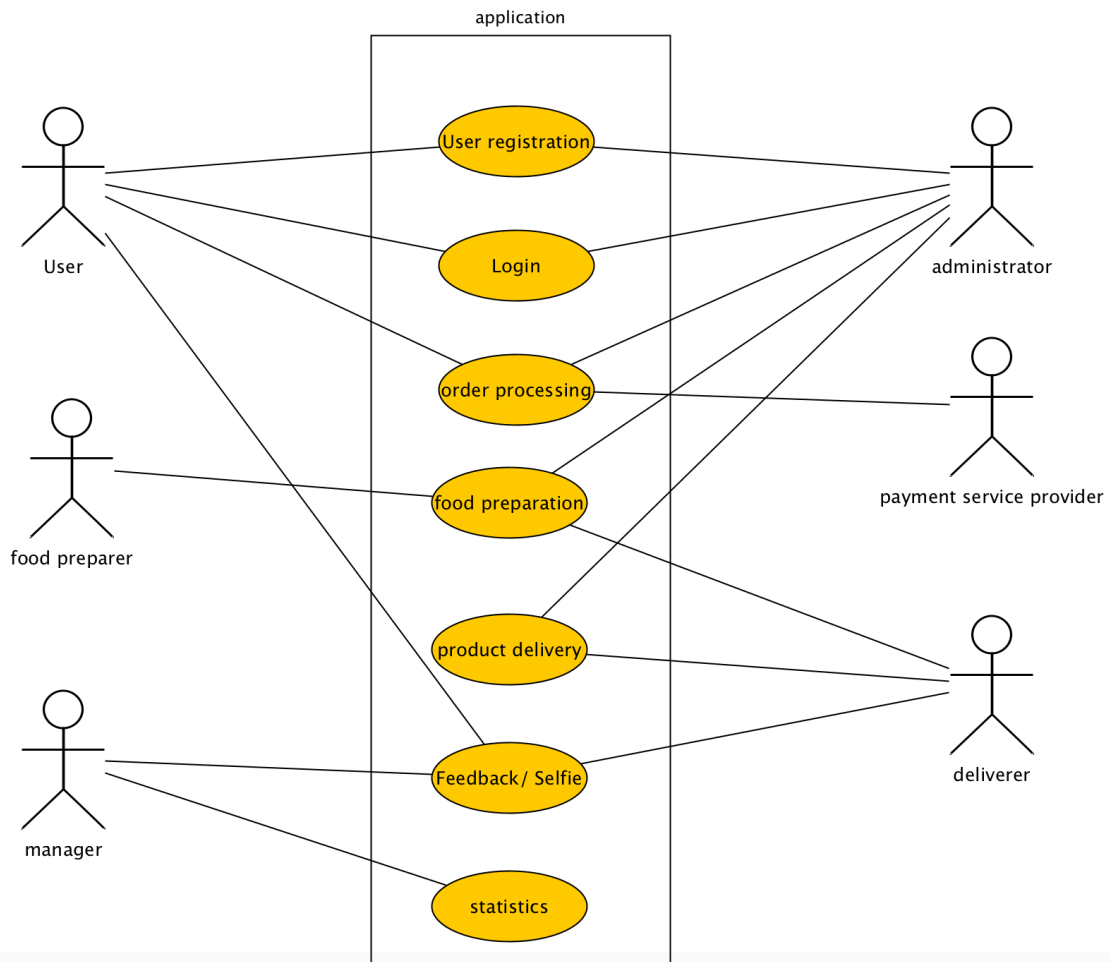 application
User registration
User
Login
administrator
order processing
food preparation
payment service provider
food preparer
product delivery
Feedback/ Selfie
deliverer
manager
statistics